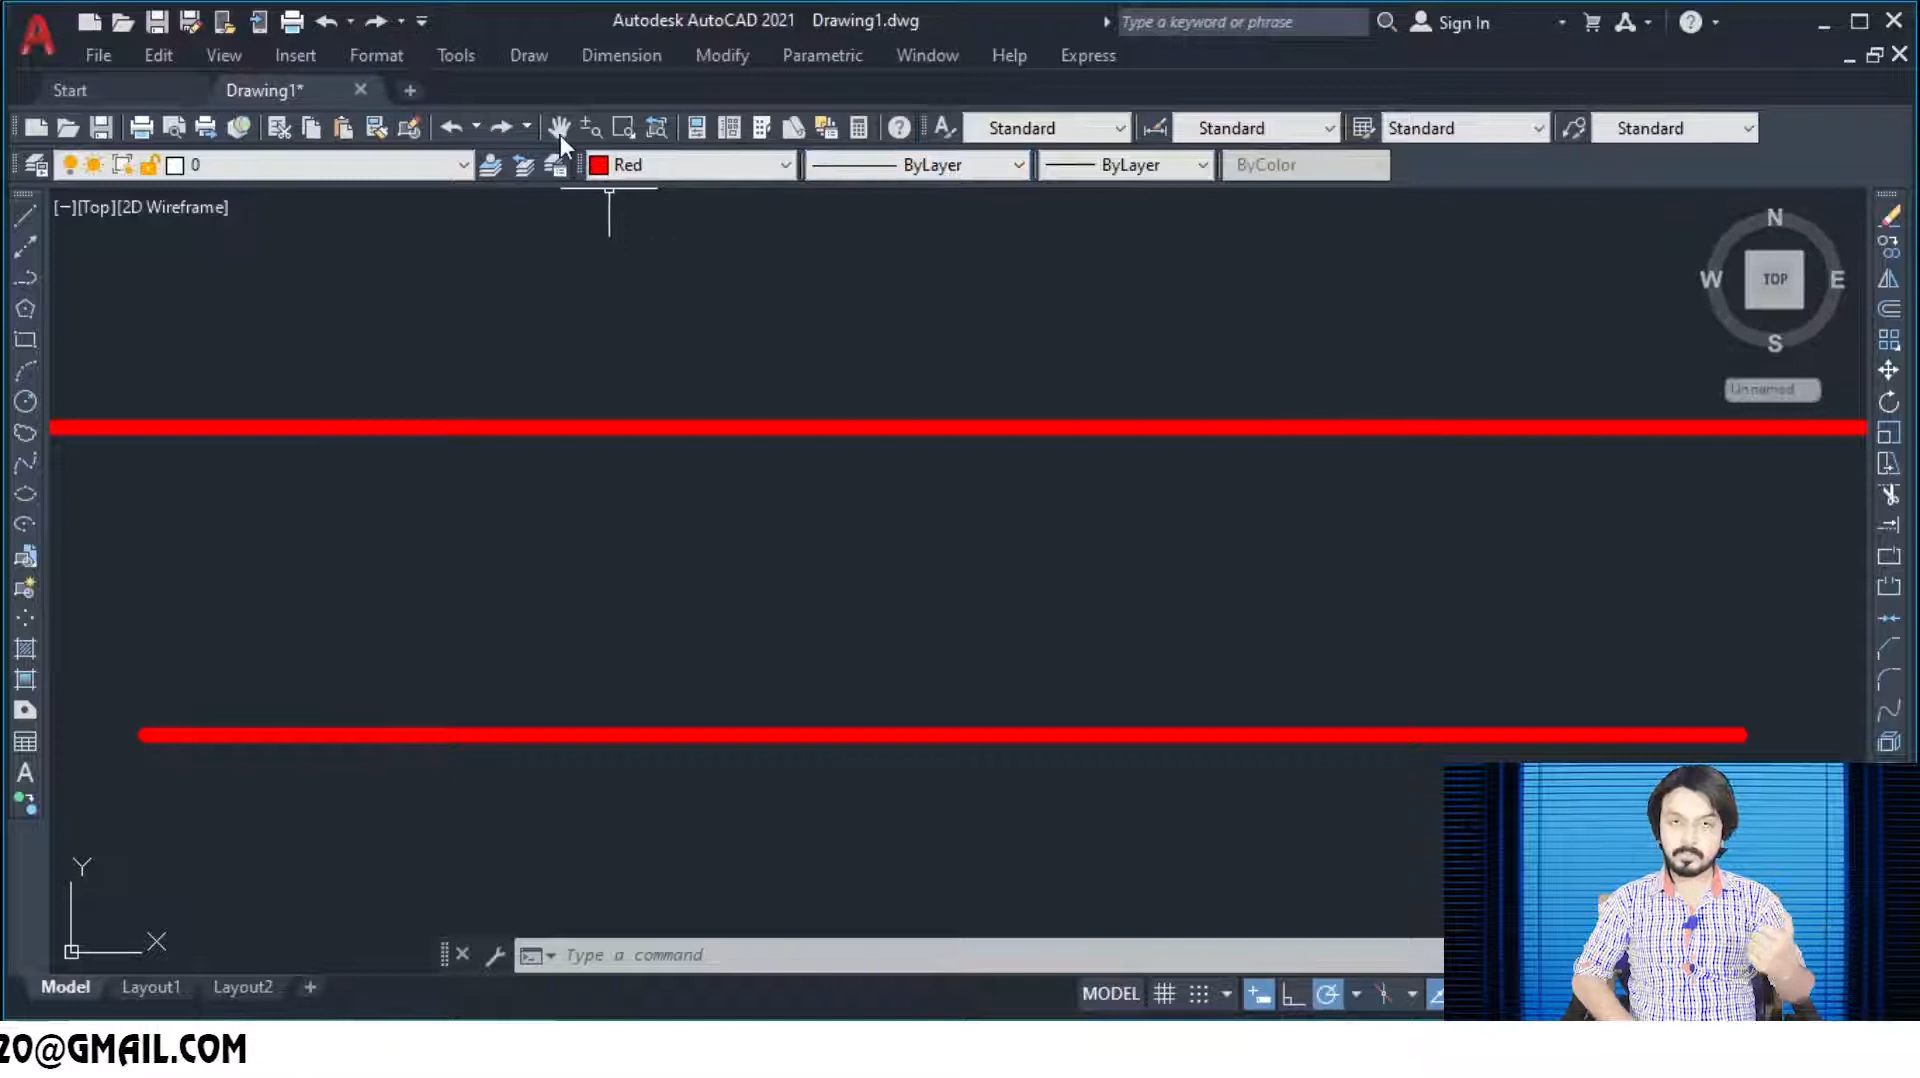 Autodesk AutoCAD 2021 Drawing1.dwg
Type a keyword or phrase
Sign In
File Edit View Insert Format Tools Draw Dimension Modify Parametric Window Help Express
Start
Drawing1*
Standard
Standard
Standard
Standard
0
Red
ByLayer
ByLayer
ByColor
[−][Top][2D Wireframe]
N
W
TOP
E
S
Unnamed
Y
X
Type a command
Model
Layout1
Layout2
MODEL
20@GMAIL.COM